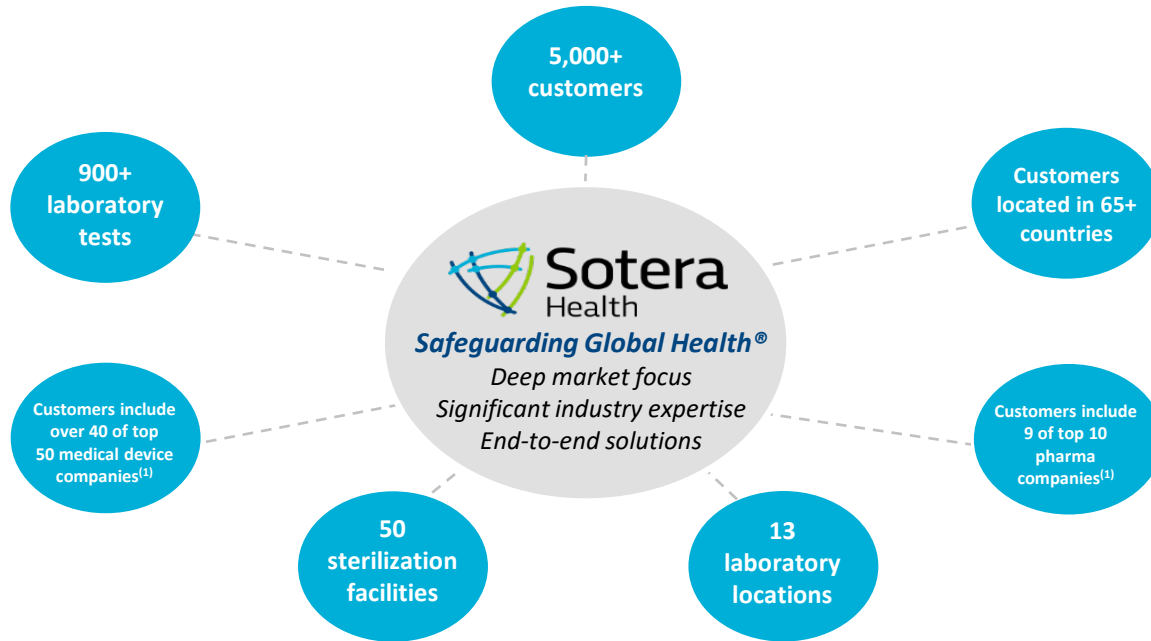 5,000+
customers
900+
laboratory
tests
Customers
located in 65+
countries
Sotera
Health
Safeguarding Global Health®
Deep market focus
Significant industry expertise
End-to-end solutions
Customers include
over 40 of top
50 medical device
companies(1)
Customers include
9 of top 10
pharma
companies(1)
50
sterilization
facilities
13
laboratory
locations